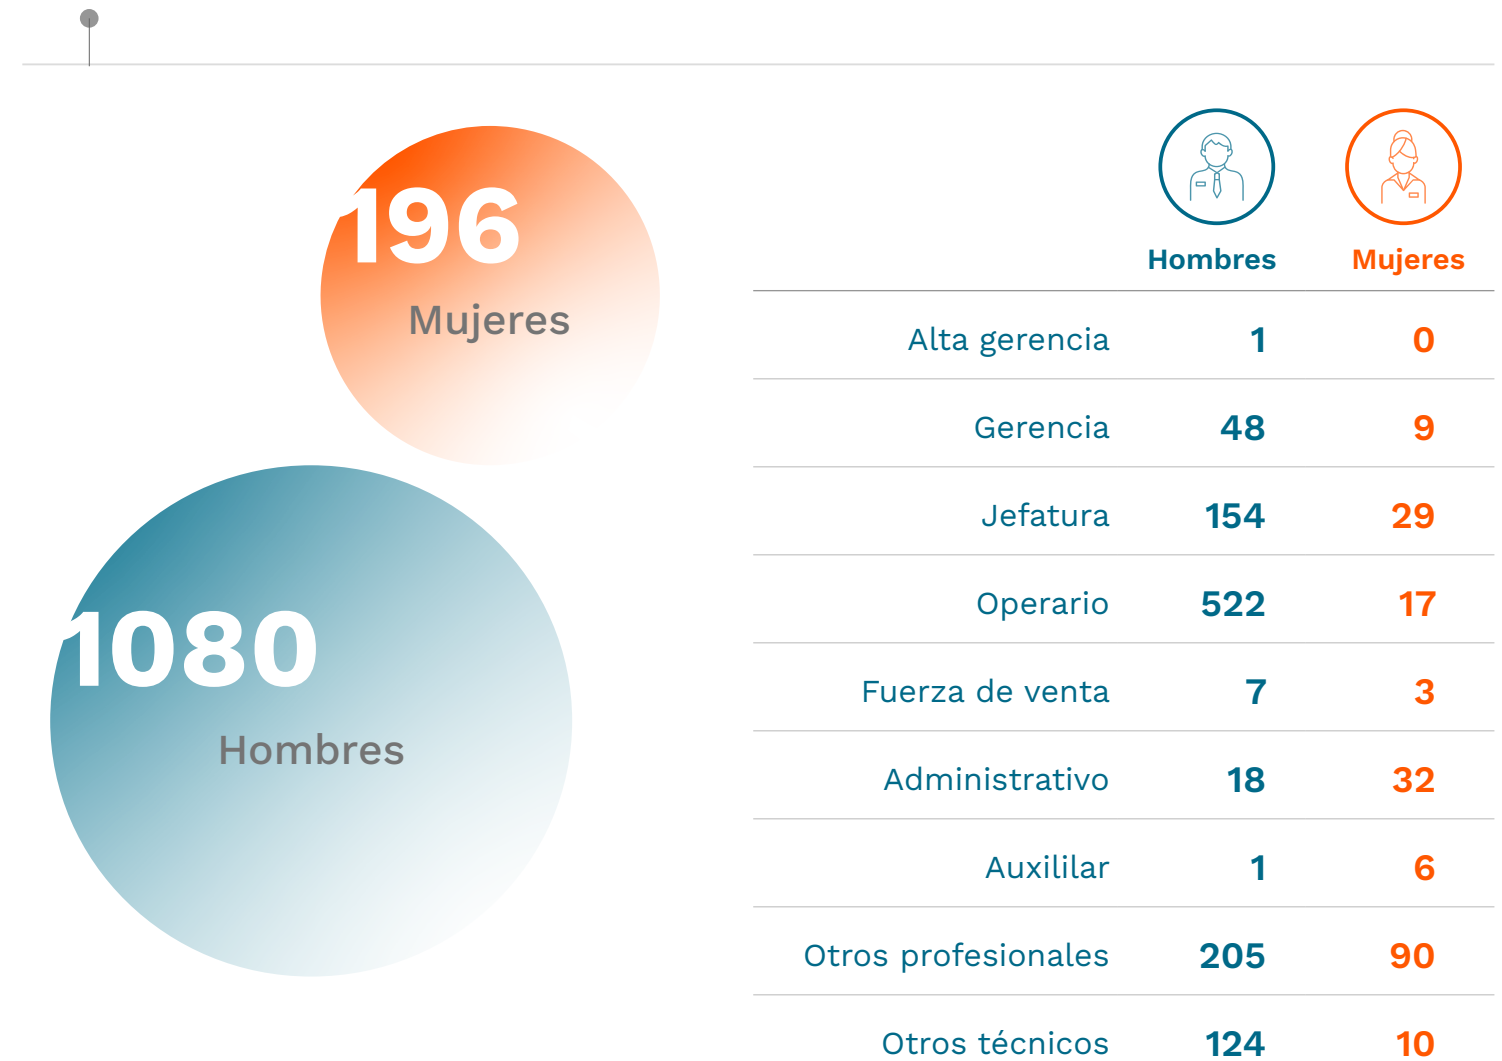 196
Mujeres
1080
Hombres
Hombres Mujeres
Alta gerencia 1 0
Gerencia 48 9
Jefatura 154 29
Operario 522 17
Fuerza de venta 7 3
Administrativo 18 32
Auxililar 1 6
Otros profesionales 205 90
Otros técnicos 124 10